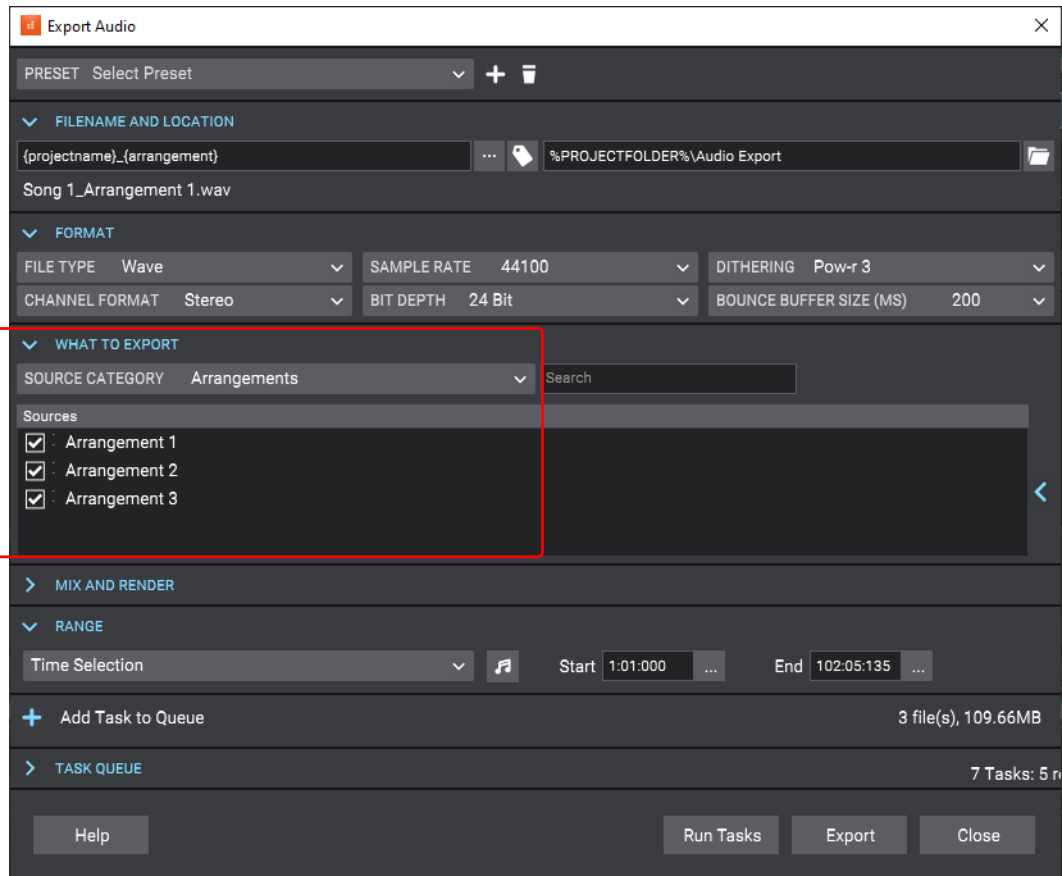 Export Audio
PRESET Select Preset
FILENAME AND LOCATION
{projectname}_{arrangement} ... %PROJECTFOLDER%\Audio Export
Song 1_Arrangement 1.wav
FORMAT
FILE TYPE Wave SAMPLE RATE 44100 DITHERING Pow-r 3
CHANNEL FORMAT Stereo BIT DEPTH 24 Bit BOUNCE BUFFER SIZE (MS) 200
WHAT TO EXPORT
SOURCE CATEGORY Arrangements Search
Sources
Arrangement 1
Arrangement 2
Arrangement 3
MIX AND RENDER
RANGE
Time Selection Start 1:01:000 ... End 102:05:135 ...
Add Task to Queue 3 file(s), 109.66MB
TASK QUEUE 7 Tasks: 5
Help Run Tasks Export Close